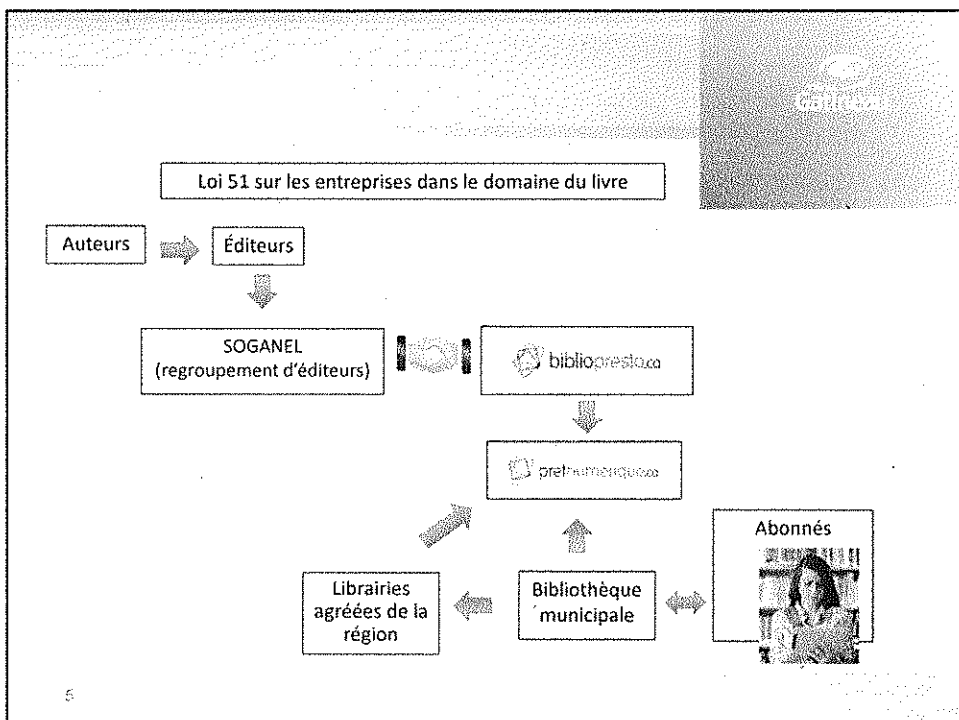 Gatineau
Loi 51 sur les entreprises dans le domaine du livre
Auteurs
Éditeurs
SOGANEL
(regroupement d'éditeurs)
bibliopresto.ca
pretnumerique.ca
Abonnés
Librairies
agréées de la
région
Bibliothèque
municipale
5